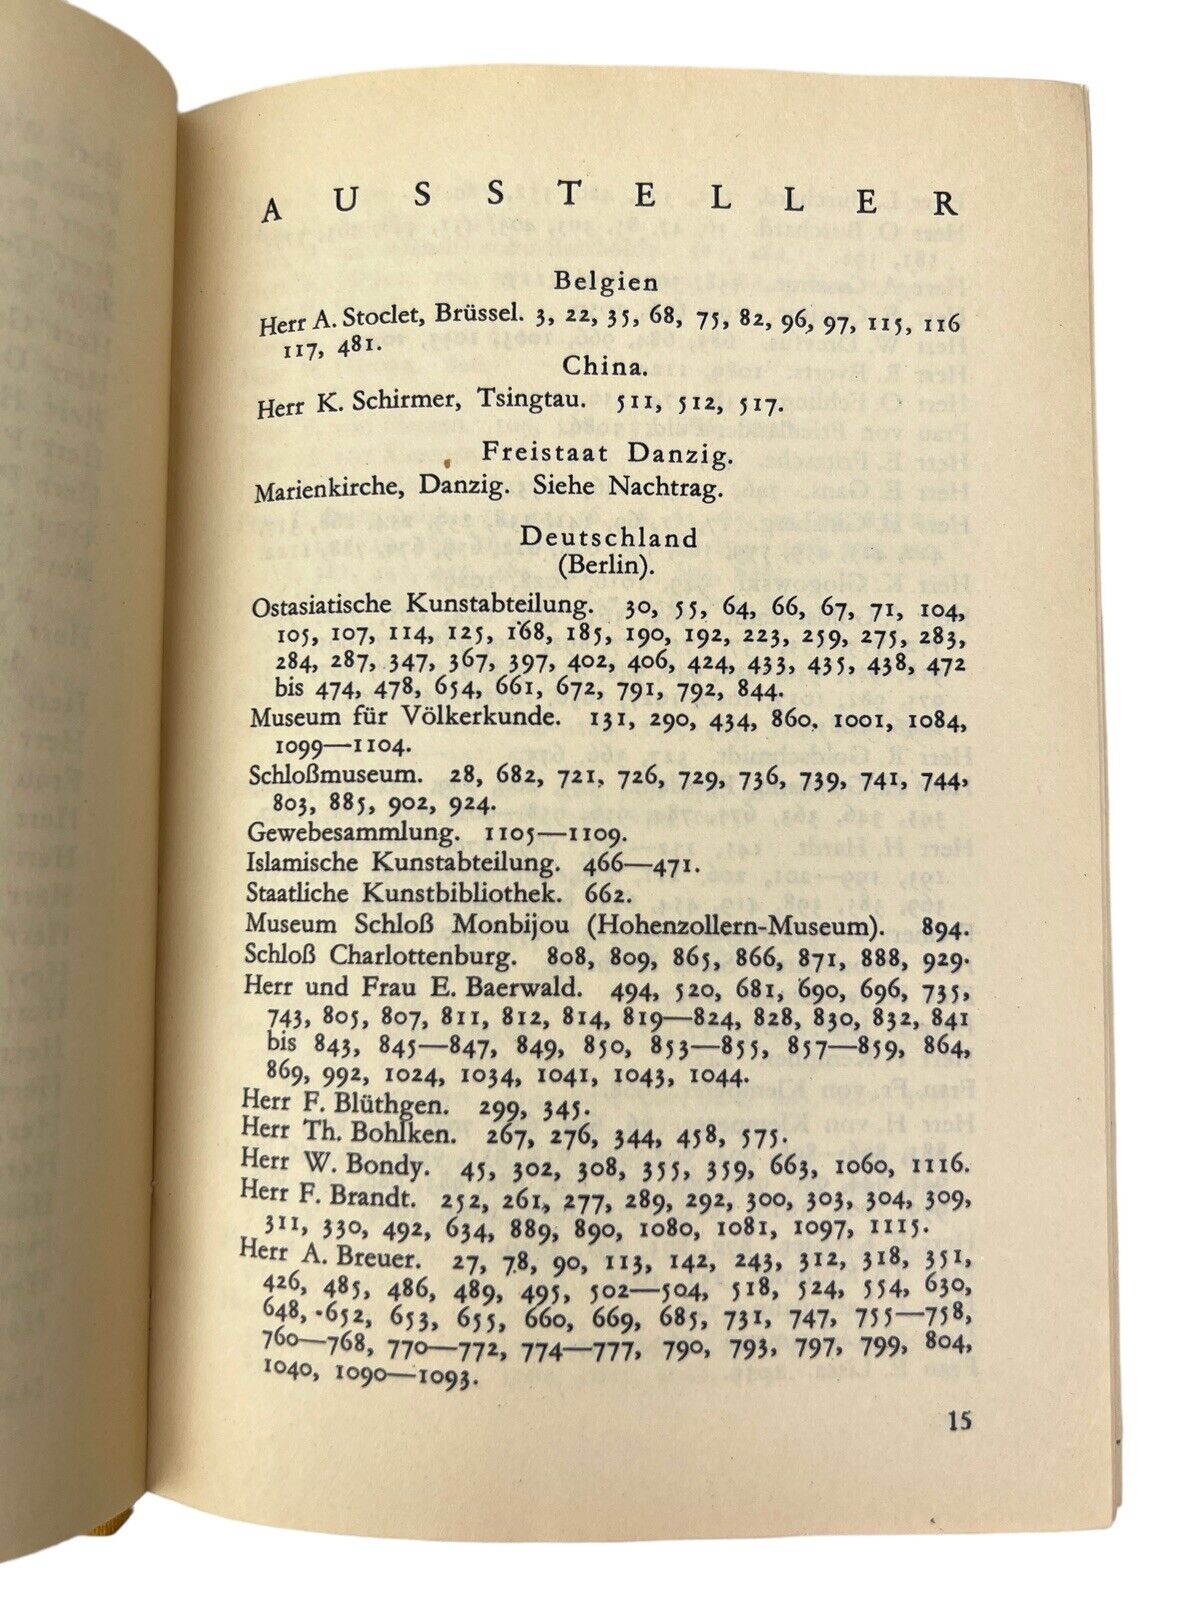 AUSSTELLER
Belgien
Herr A. Stoclet, Brüssel. 3, 22, 35, 68, 75, 82, 96, 97, 115, 116
117, 481.
China.
Herr K. Schirmer, Tsingtau. 511, 512, 517.
Freistaat Danzig.
Marienkirche, Danzig. Siehe Nachtrag.
Deutschland
(Berlin).
Ostasiatische Kunstabteilung. 30, 55, 64, 66, 67, 71, 104,
105, 107, 114, 125, 168, 185, 190, 192, 223, 259, 275, 283,
284, 287, 347, 367, 397, 402, 406, 424, 433, 435, 438, 472
bis 474, 478, 654, 661, 672, 791, 792, 844.
Museum für Völkerkunde. 131, 290, 434, 860, 1001, 1084,
1099—1104.
Schloßmuseum. 28, 682, 721, 726, 729, 736, 739, 741, 744,
803, 885, 902, 924.
Gewebesammlung. 1105—1109.
Islamische Kunstabteilung. 466—471.
Staatliche Kunstbibliothek. 662.
Museum Schloß Monbijou (Hohenzollern-Museum). 894.
Schloß Charlottenburg. 808, 809, 865, 866, 871, 888, 929.
Herr und Frau E. Baerwald. 494, 520, 681, 690, 696, 735,
743, 805, 807, 811, 812, 814, 819—824, 828, 830, 832, 841
bis 843, 845—847, 849, 850, 853—855, 857—859, 864,
869, 992, 1024, 1034, 1041, 1043, 1044.
Herr F. Blüthgen. 299, 345.
Herr Th. Bohlken. 267, 276, 344, 458, 575.
Herr W. Bondy. 45, 302, 308, 355, 359, 663, 1060, 1116.
Herr F. Brandt. 252, 261, 277, 289, 292, 300, 303, 304, 309,
311, 330, 492, 634, 889, 890, 1080, 1081, 1097, 1115.
Herr A. Breuer. 27, 78, 90, 113, 142, 243, 312, 318, 351,
426, 485, 486, 489, 495, 502—504, 518, 524, 554, 630,
648, 652, 653, 655, 660, 669, 685, 731, 747, 755—758,
760—768, 770—772, 774—777, 790, 793, 797, 799, 804,
1040, 1090—1093.
15